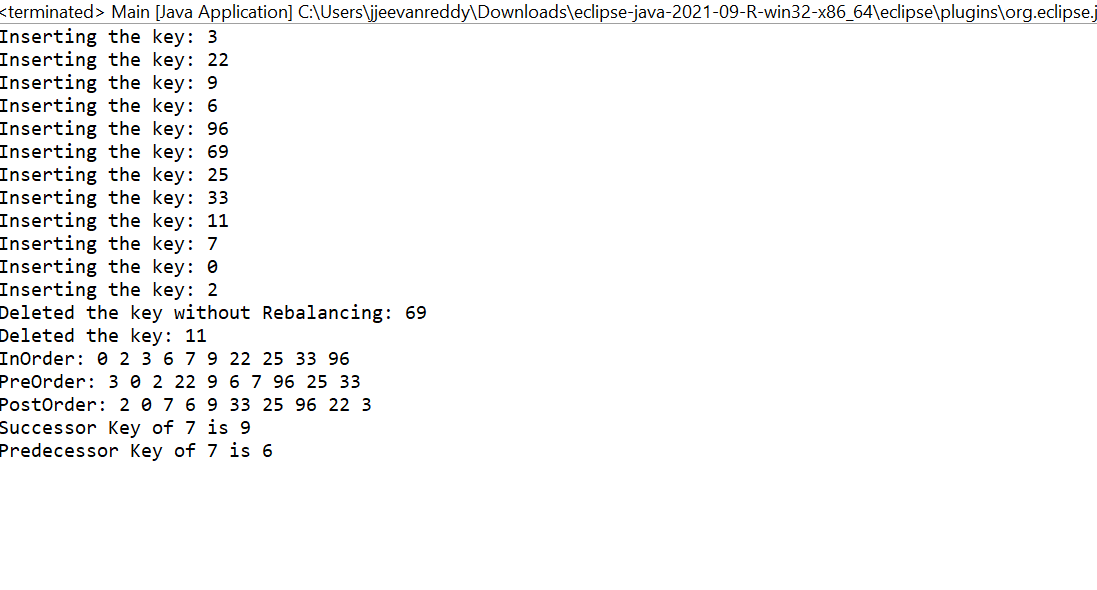 <terminated> Main [Java Application] C:\Users\jjeevanreddy\Downloads\eclipse-java-2021-09-R-win32-x86_64\eclipse\plugins\org.eclipse.j
Inserting the key: 3
Inserting the key: 22
Inserting the key: 9
Inserting the key: 6
Inserting the key: 96
Inserting the key: 69
Inserting the key: 25
Inserting the key: 33
Inserting the key: 11
Inserting the key: 7
Inserting the key: 0
Inserting the key: 2
Deleted the key without Rebalancing: 69
Deleted the key: 11
InOrder: 0 2 3 6 7 9 22 25 33 96
PreOrder: 3 0 2 22 9 6 7 96 25 33
PostOrder: 2 0 7 6 9 33 25 96 22 3
Successor Key of 7 is 9
Predecessor Key of 7 is 6